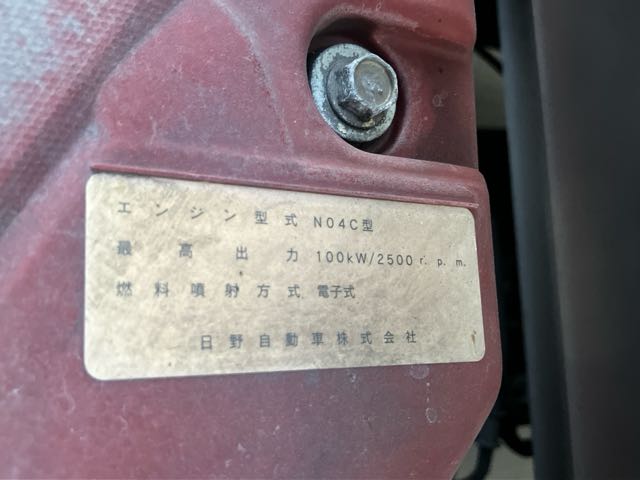 エンジン型式 N04C型
最高出力 100kW/2500 r. p. m.
燃料噴射方式 電子式
日野自動車株式会社